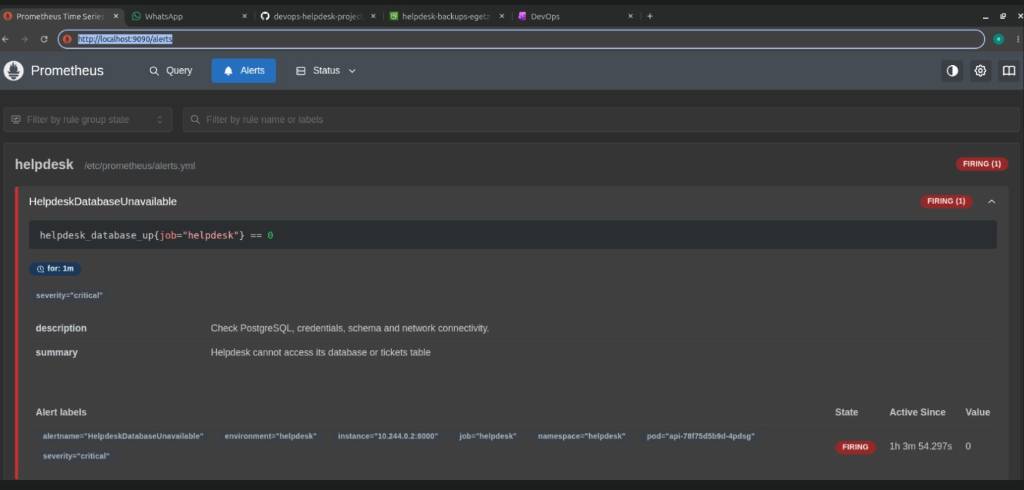 Prometheus Time Series
WhatsApp
devops-helpdesk-project
helpdesk-backups-egetz
DevOps
http://localhost:9090/alerts
Prometheus
Query
Alerts
Status
Filter by rule group state
Filter by rule name or labels
helpdesk /etc/prometheus/alerts.yml
FIRING (1)
HelpdeskDatabaseUnavailable
FIRING (1)
helpdesk_database_up{job="helpdesk"} == 0
for: 1m
severity="critical"
description Check PostgreSQL, credentials, schema and network connectivity.
summary Helpdesk cannot access its database or tickets table
Alert labels State Active Since Value
alertname="HelpdeskDatabaseUnavailable" environment="helpdesk" instance="10.244.0.2:8000" job="helpdesk" namespace="helpdesk" pod="api-78f75d5b9d-4pdsg"
severity="critical"
FIRING 1h 3m 54.297s 0